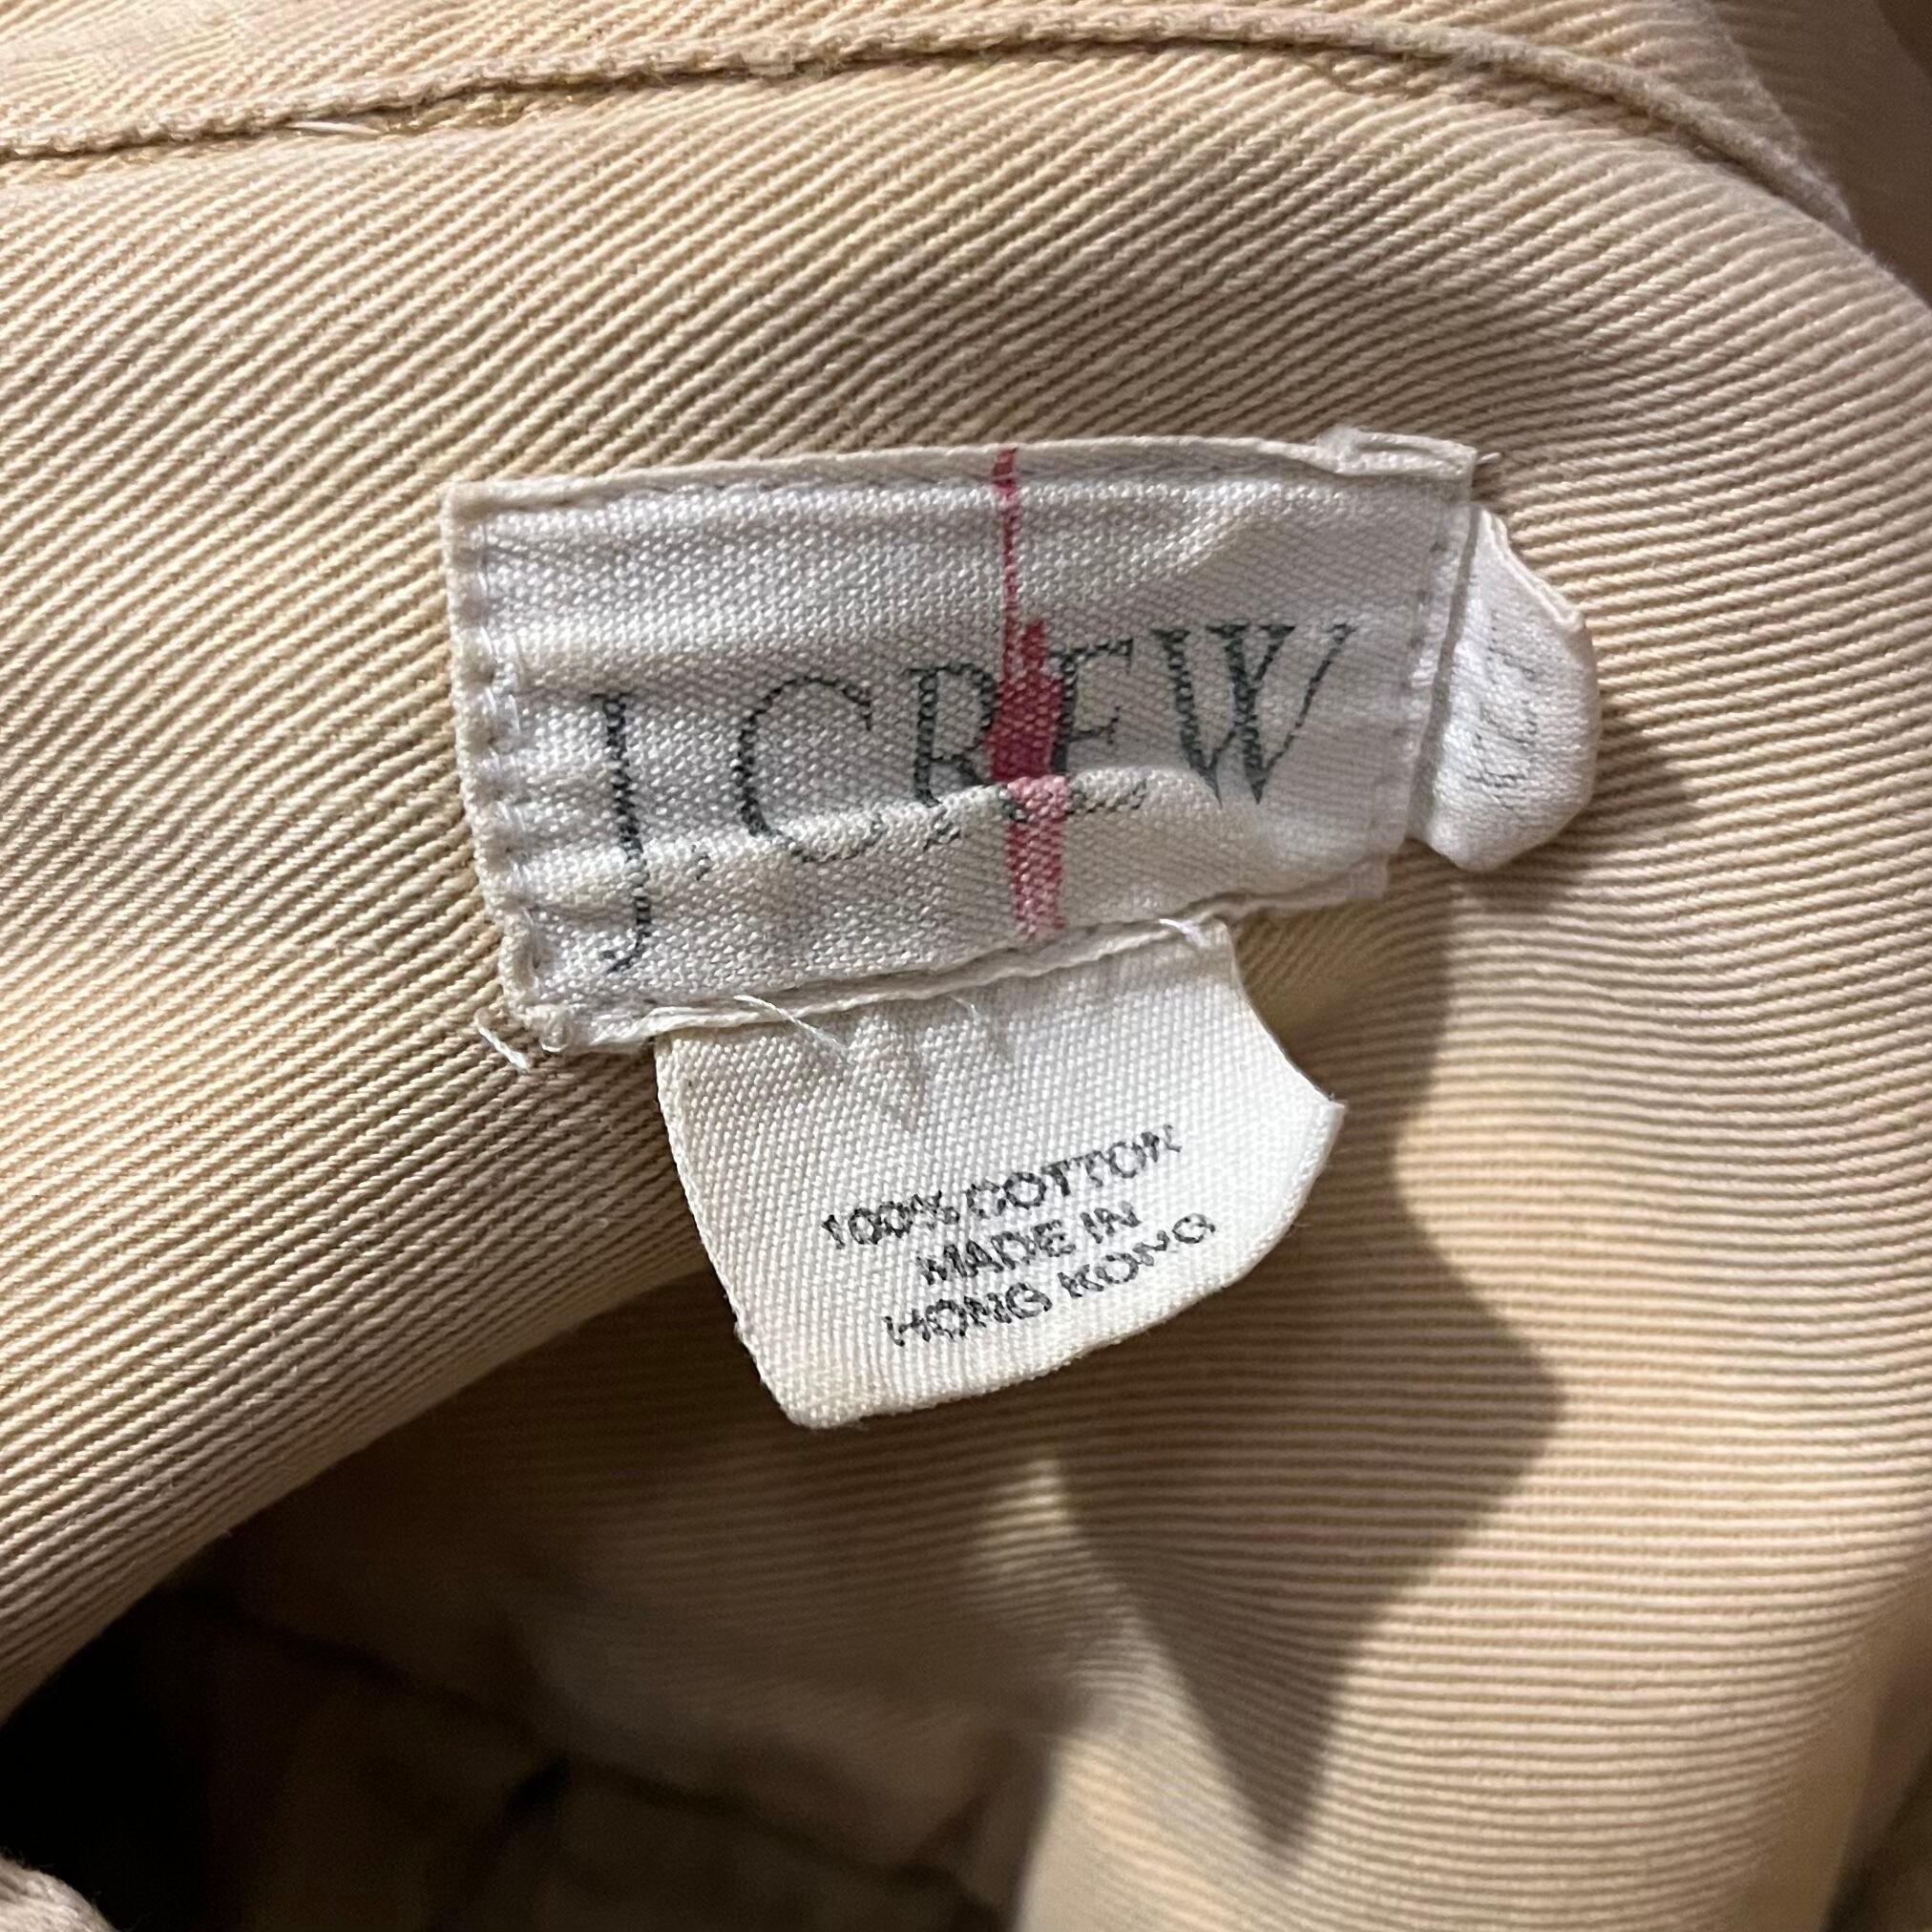 J.CREW
100% COTTON
MADE IN
HONG KONG